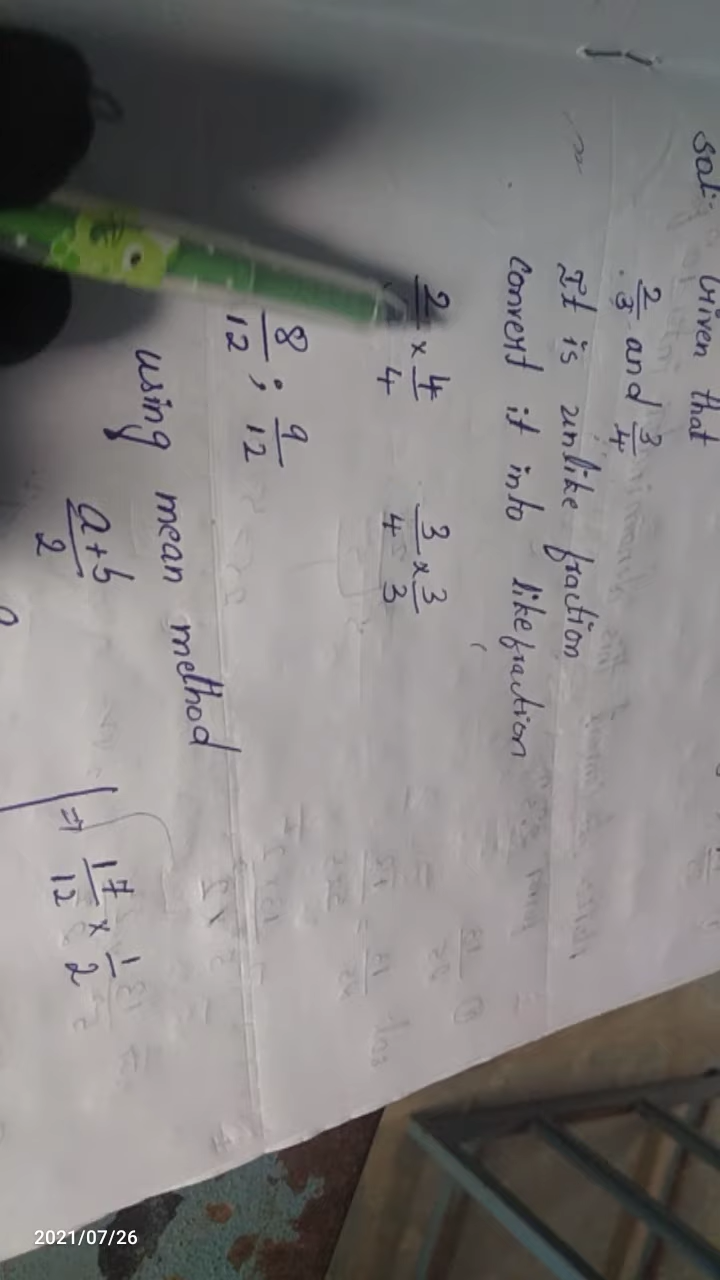 sol:- Given that
2/3 and 3/4
It is unlike fraction
convert it into like fraction
2/ × 4/4    3/4 × 3/3
8/12 ; 9/12
using mean method
a+b/2    ⇒ 17/12 × 1/2
2021/07/26